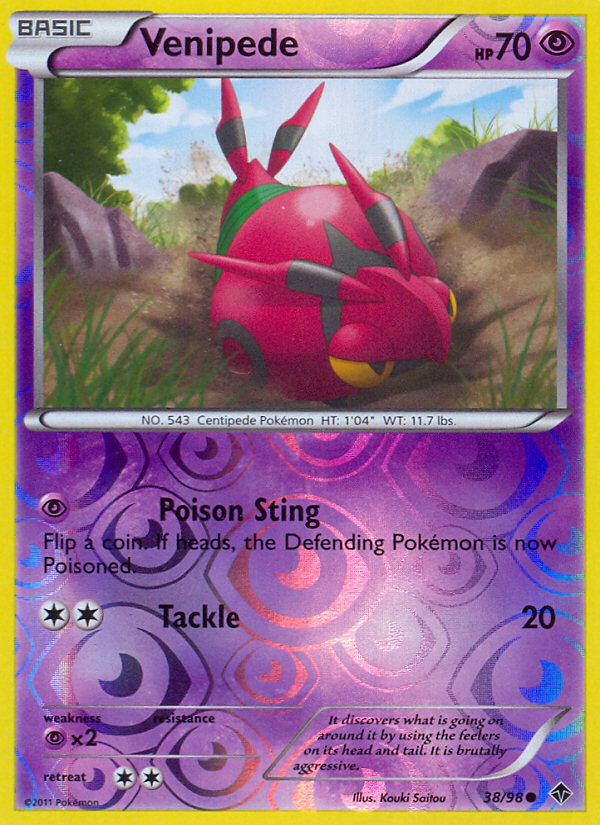 BASIC
Venipede
HP70
NO. 543 Centipede Pokémon HT: 1'04" WT: 11.7 lbs.
Poison Sting
Flip a coin. If heads, the Defending Pokémon is now
Poisoned.
Tackle 20
weakness resistance
×2
It discovers what is going on
around it by using the feelers
on its head and tail. It is brutally
aggressive.
retreat
©2011 Pokémon
Illus. Kouki Saitou
38/98